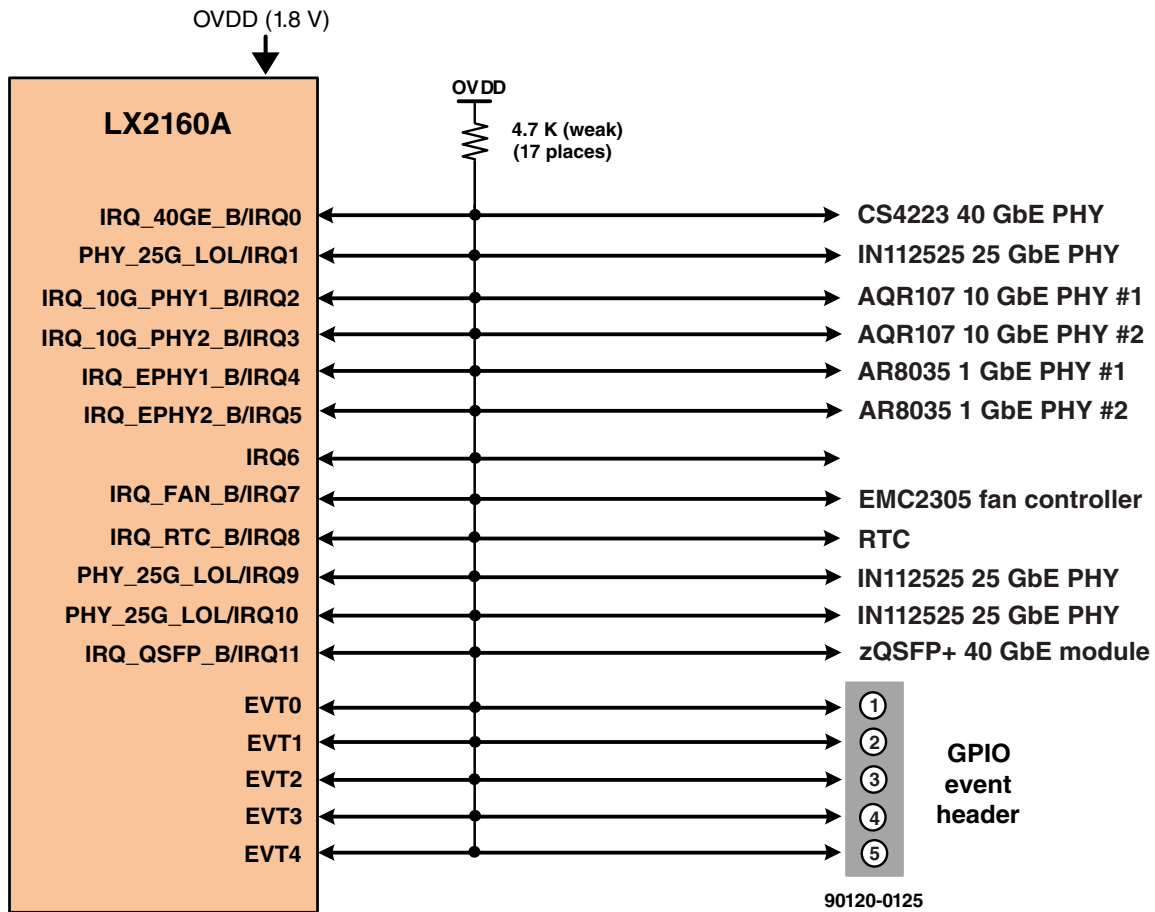 OVDD (1.8 V)
LX2160A
OVDD
4.7 K (weak)
(17 places)
IRQ_40GE_B/IRQ0 CS4223 40 GbE PHY
PHY_25G_LOL/IRQ1 IN112525 25 GbE PHY
IRQ_10G_PHY1_B/IRQ2 AQR107 10 GbE PHY #1
IRQ_10G_PHY2_B/IRQ3 AQR107 10 GbE PHY #2
IRQ_EPHY1_B/IRQ4 AR8035 1 GbE PHY #1
IRQ_EPHY2_B/IRQ5 AR8035 1 GbE PHY #2
IRQ6
IRQ_FAN_B/IRQ7 EMC2305 fan controller
IRQ_RTC_B/IRQ8 RTC
PHY_25G_LOL/IRQ9 IN112525 25 GbE PHY
PHY_25G_LOL/IRQ10 IN112525 25 GbE PHY
IRQ_QSFP_B/IRQ11 zQSFP+ 40 GbE module
EVT0 1
EVT1 2
EVT2 3
EVT3 4
EVT4 5
GPIO
event
header
90120-0125